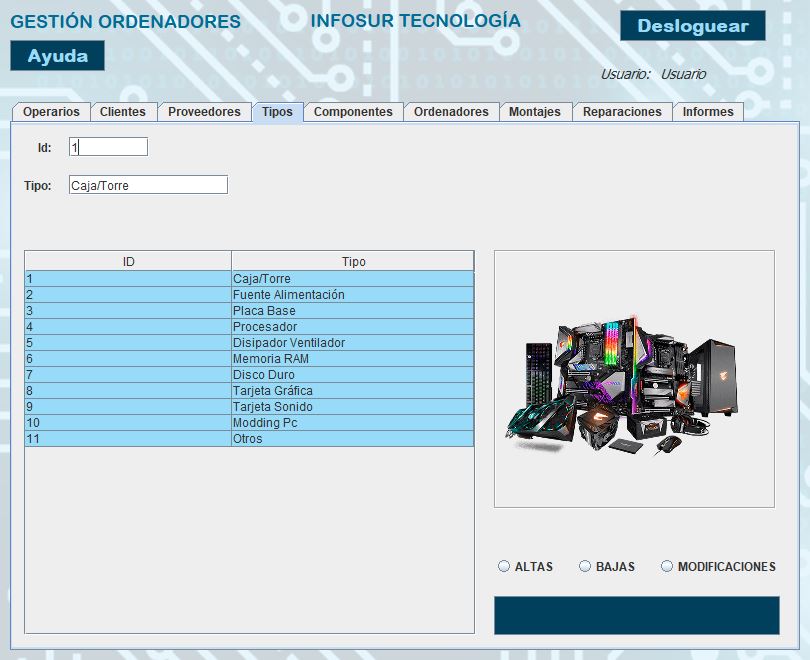 GESTIÓN ORDENADORES
INFOSUR TECNOLOGÍA
Desloguear
Ayuda
Usuario: Usuario
Operarios Clientes Proveedores Tipos Componentes Ordenadores Montajes Reparaciones Informes
Id: 1
Tipo: Caja/Torre
ID Tipo
1 Caja/Torre
2 Fuente Alimentación
3 Placa Base
4 Procesador
5 Disipador Ventilador
6 Memoria RAM
7 Disco Duro
8 Tarjeta Gráfica
9 Tarjeta Sonido
10 Modding Pc
11 Otros
ALTAS BAJAS MODIFICACIONES